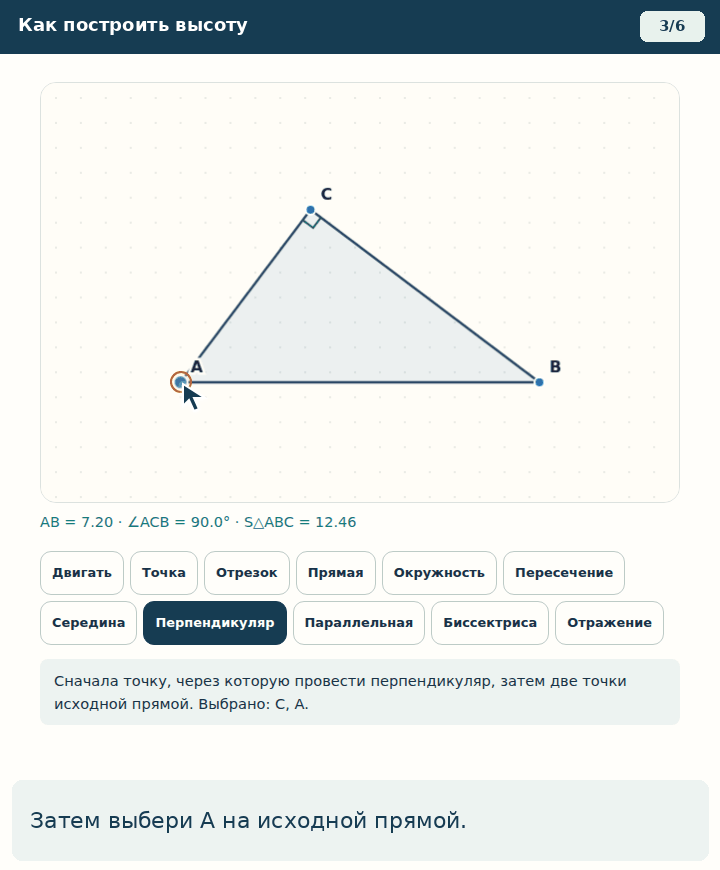 Как построить высоту
3/6
C
A
B
AB = 7.20 · ∠ACB = 90.0° · S△ABC = 12.46
Двигать Точка Отрезок Прямая Окружность Пересечение
Середина Перпендикуляр Параллельная Биссектриса Отражение
Сначала точку, через которую провести перпендикуляр, затем две точки
исходной прямой. Выбрано: C, A.
Затем выбери A на исходной прямой.